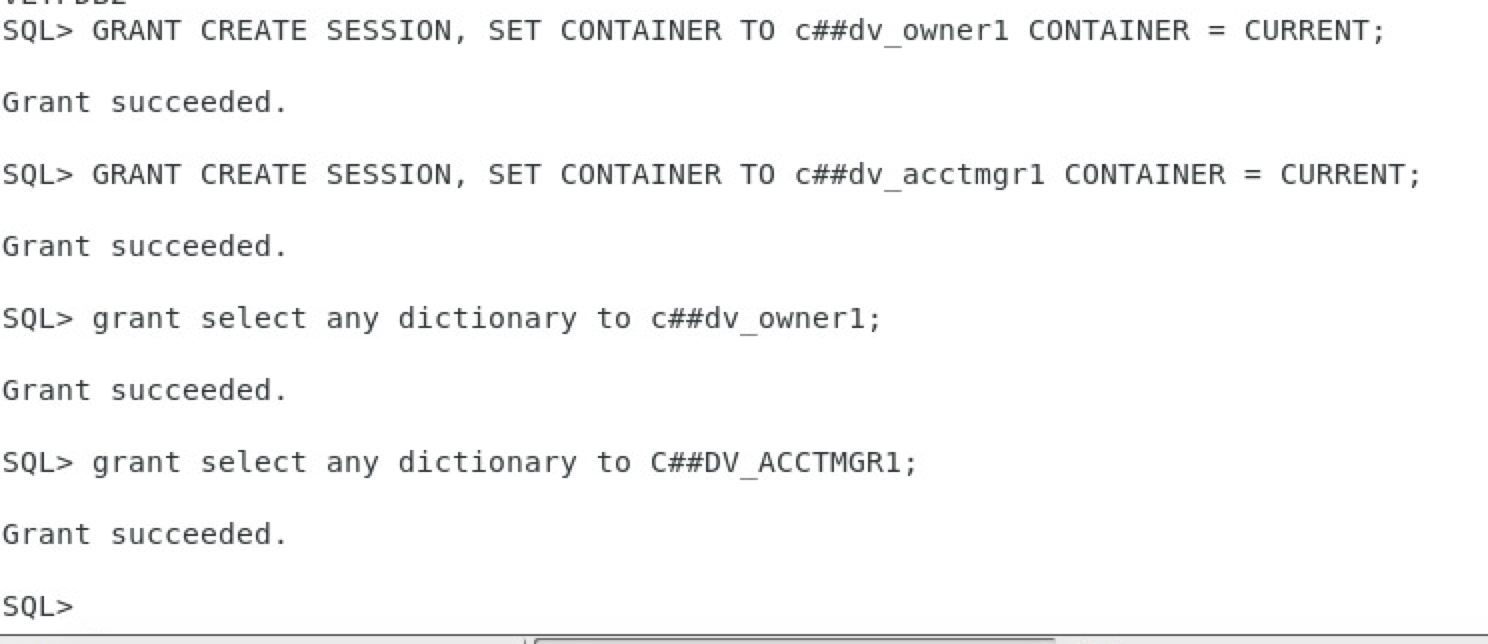 SQL> GRANT CREATE SESSION, SET CONTAINER TO c##dv_owner1 CONTAINER = CURRENT;
Grant succeeded.
SQL> GRANT CREATE SESSION, SET CONTAINER TO c##dv_acctmgr1 CONTAINER = CURRENT;
Grant succeeded.
SQL> grant select any dictionary to c##dv_owner1;
Grant succeeded.
SQL> grant select any dictionary to C##DV_ACCTMGR1;
Grant succeeded.
SQL>